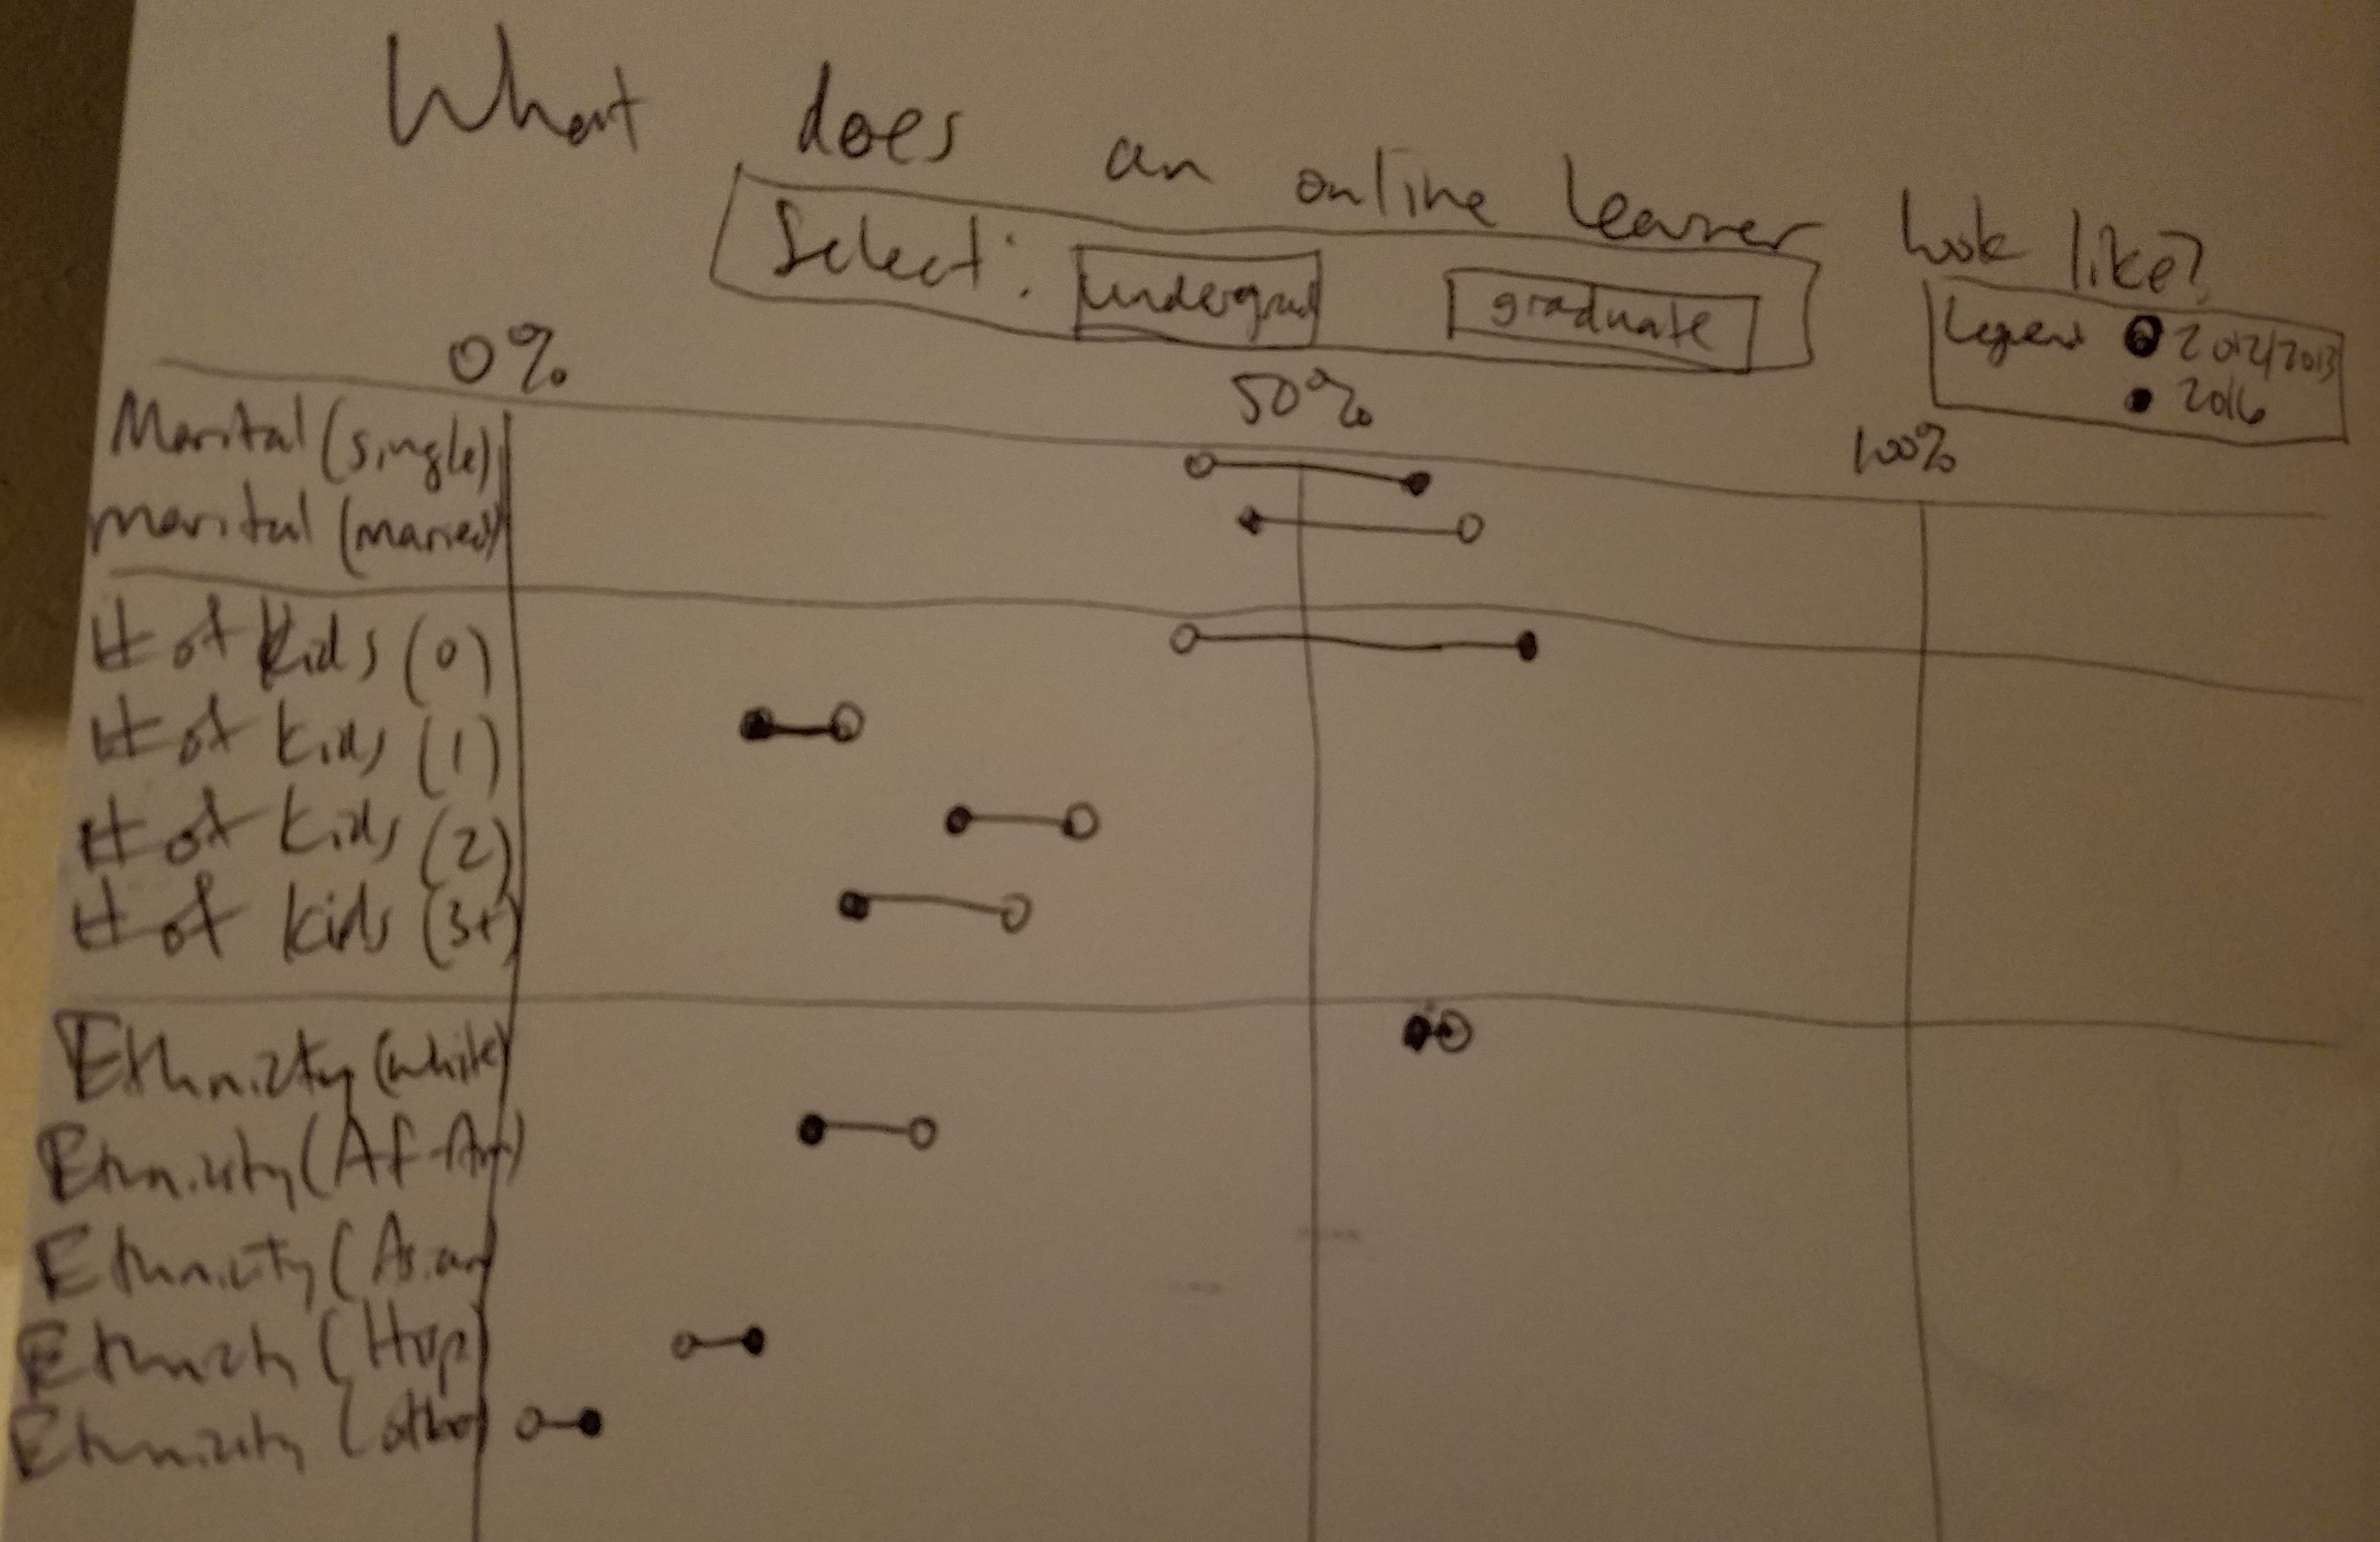 What does an online learner look like?
Select: undergrad graduate
Legend 2012/2013
2016
0% 50% 100%
Marital (single)
marital (married)
# of kids (0)
# of kids (1)
# of kids (2)
# of kids (3+)
Ethnicity (white)
Ethnicity (Af-Am)
Ethnicity (Asian
Ethnicity (Hisp)
Ethnicity (other)